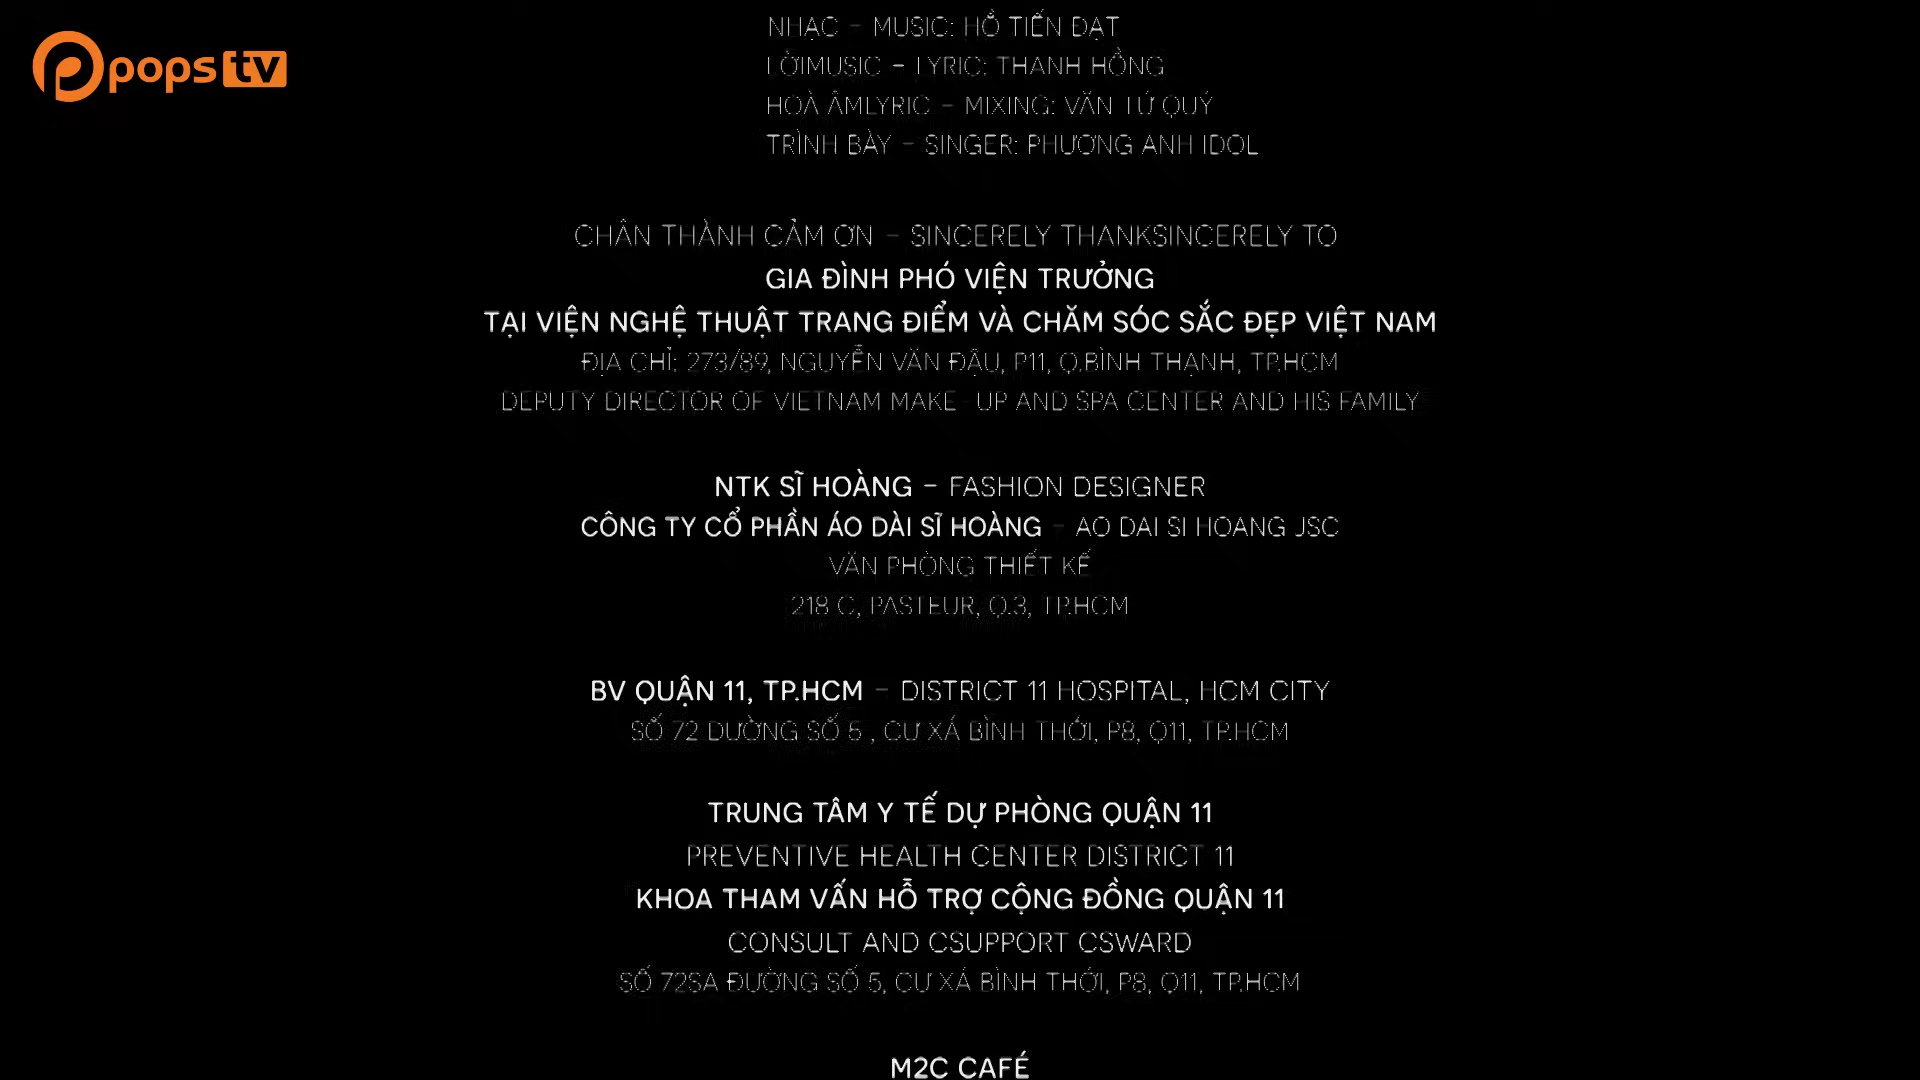 NHẠC - MUSIC: HỒ TIẾN ĐẠT
pops tv
LỜIMUSIC - LYRIC: THANH HỒNG
HOÀ ÂMLYRIC - MIXING: VĂN TỨ QUÝ
TRÌNH BÀY - SINGER: PHƯƠNG ANH IDOL
CHÂN THÀNH CẢM ƠN - SINCERELY THANKSINCERELY TO
GIA ĐÌNH PHÓ VIỆN TRƯỞNG
TẠI VIỆN NGHỆ THUẬT TRANG ĐIỂM VÀ CHĂM SÓC SẮC ĐẸP VIỆT NAM
ĐỊA CHỈ: 273/89, NGUYỄN VĂN ĐẬU, P11, Q.BÌNH THẠNH, TP.HCM
DEPUTY DIRECTOR OF VIETNAM MAKE-UP AND SPA CENTER AND HIS FAMILY
NTK SĨ HOÀNG - FASHION DESIGNER
CÔNG TY CỔ PHẦN ÁO DÀI SĨ HOÀNG - AO DAI SI HOANG JSC
VĂN PHÒNG THIẾT KẾ
218 C, PASTEUR, Q.3, TP.HCM
BV QUẬN 11, TP.HCM - DISTRICT 11 HOSPITAL, HCM CITY
SỐ 72 DƯỜNG SỐ 5 , CƯ XÁ BÌNH THỚI, P8, Q11, TP.HCM
TRUNG TÂM Y TẾ DỰ PHÒNG QUẬN 11
PREVENTIVE HEALTH CENTER DISTRICT 11
KHOA THAM VẤN HỖ TRỢ CỘNG ĐỒNG QUẬN 11
CONSULT AND CSUPPORT CSWARD
SỐ 72SA ĐƯỜNG SỐ 5, CƯ XÁ BÌNH THỚI, P8, Q11, TP.HCM
M2C CAFÉ